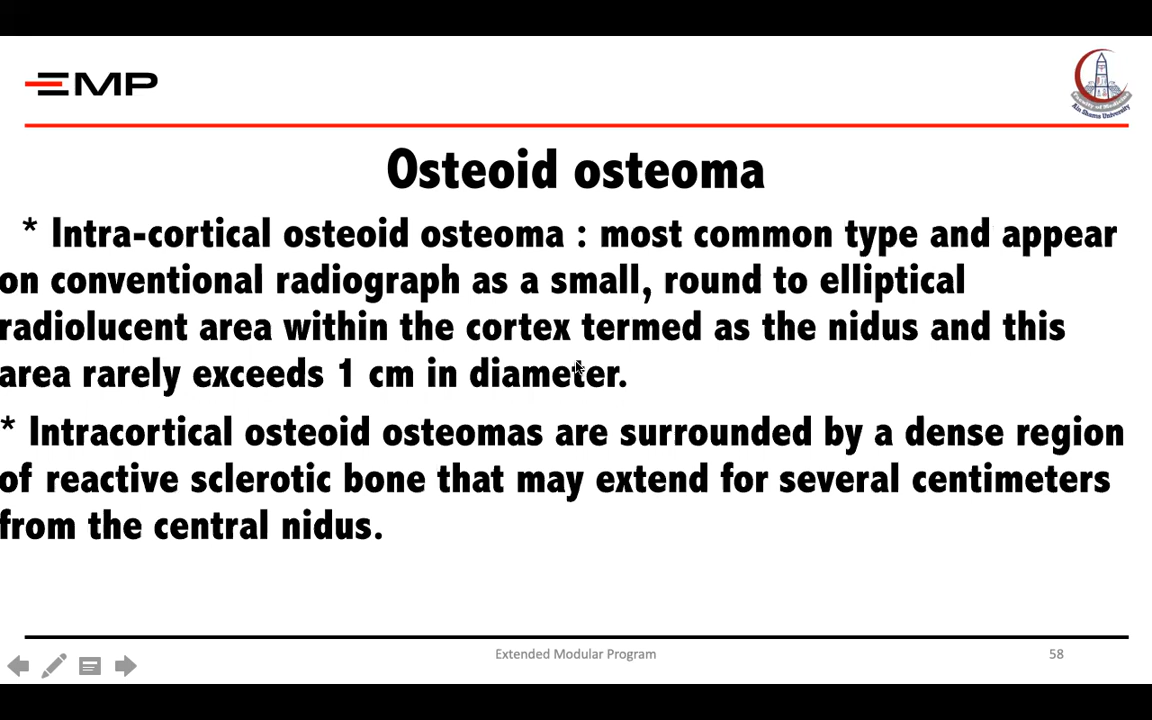 EMP
Ain Shams University
Osteoid osteoma
* Intra-cortical osteoid osteoma : most common type and appear
on conventional radiograph as a small, round to elliptical
radiolucent area within the cortex termed as the nidus and this
area rarely exceeds 1 cm in diameter.
* Intracortical osteoid osteomas are surrounded by a dense region
of reactive sclerotic bone that may extend for several centimeters
from the central nidus.
Extended Modular Program
58